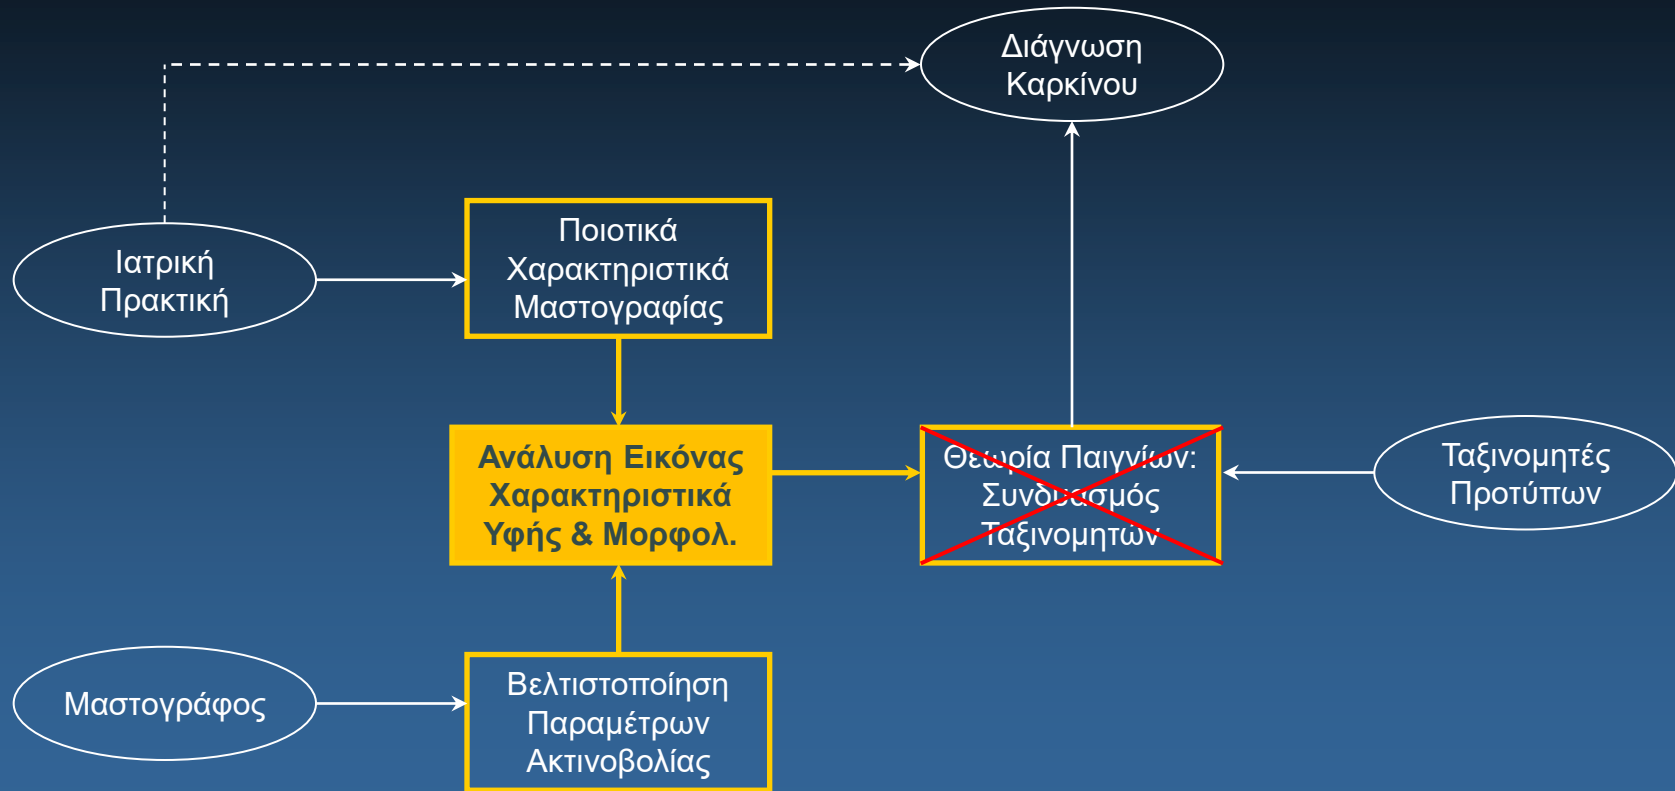 Διάγνωση
Καρκίνου
Ιατρική
Πρακτική
Ποιοτικά
Χαρακτηριστικά
Μαστογραφίας
Ανάλυση Εικόνας
Χαρακτηριστικά
Υφής & Μορφολ.
Θεωρία Παιγνίων:
Συνδυασμός
Ταξινομητών
Ταξινομητές
Προτύπων
Μαστογράφος
Βελτιστοποίηση
Παραμέτρων
Ακτινοβολίας